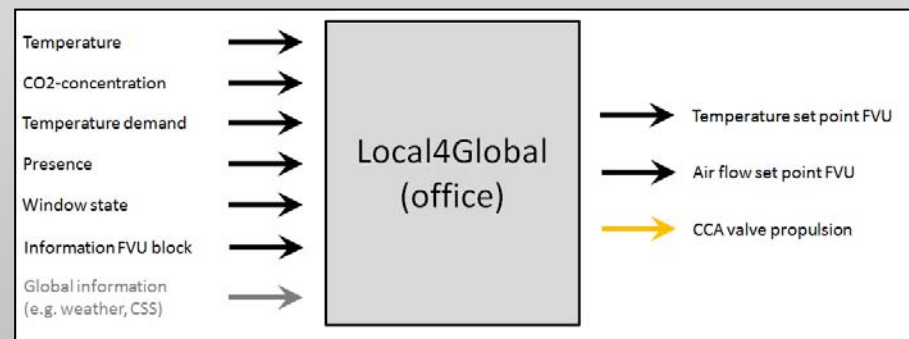 Temperature
CO2-concentration
Temperature demand
Presence
Window state
Information FVU block
Global information
(e.g. weather, CSS)
Local4Global
(office)
Temperature set point FVU
Air flow set point FVU
CCA valve propulsion